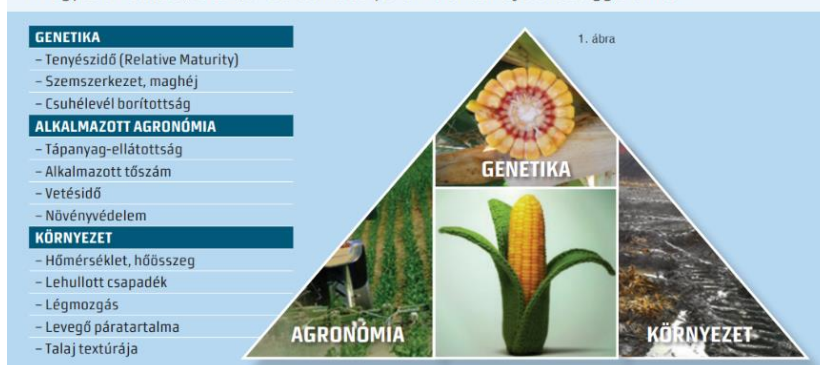 GENETIKA
– Tenyészidő (Relative Maturity)
– Szemszerkezet, maghéj
– Csuhélevél borítottság
ALKALMAZOTT AGRONÓMIA
– Tápanyag-ellátottság
– Alkalmazott tőszám
– Vetésidő
– Növényvédelem
KÖRNYEZET
– Hőmérséklet, hőösszeg
– Lehullott csapadék
– Légmozgás
– Levegő páratartalma
– Talaj textúrája
1. ábra
GENETIKA
AGRONÓMIA
KÖRNYEZET